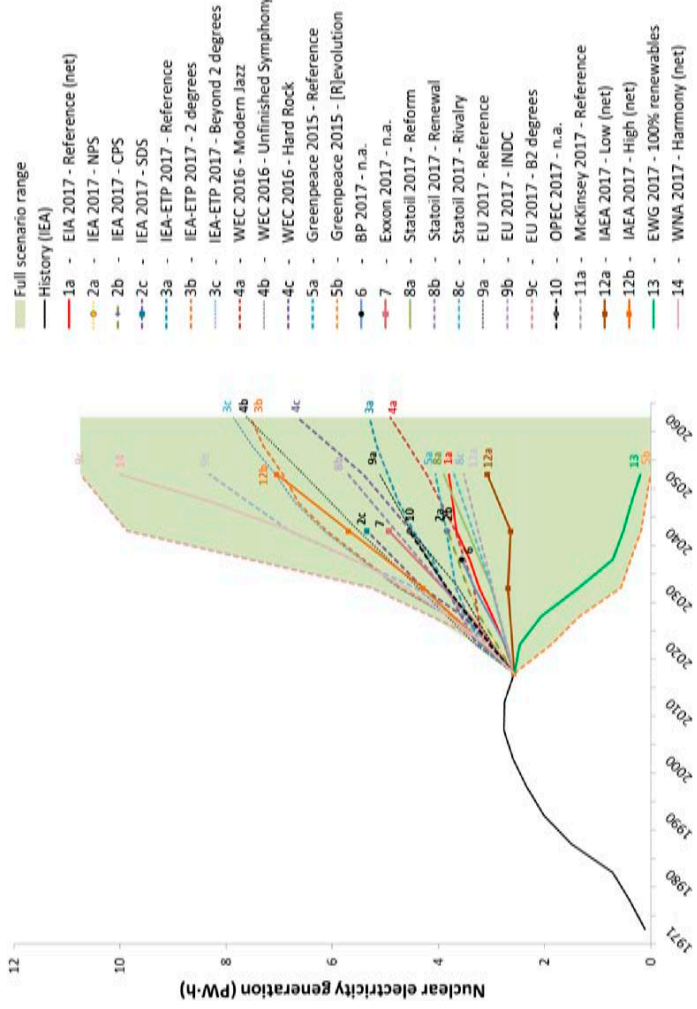 Nuclear electricity generation (PW·h)
12
10
8
6
4
2
0
1971
1980
1990
2000
2010
2020
2030
2040
2050
2060
9c
14
9b
3c
4b
3b
12b
4c
8b
9a
2c
7
3a
10
4a
2a
2b
5a
8a
1a
8c
11a
6
12a
13
5b
Full scenario range
History (IEA)
1a - EIA 2017 - Reference (net)
2a - IEA 2017 - NPS
2b - IEA 2017 - CPS
2c - IEA 2017 - SDS
3a - IEA-ETP 2017 - Reference
3b - IEA-ETP 2017 - 2 degrees
3c - IEA-ETP 2017 - Beyond 2 degrees
4a - WEC 2016 - Modern Jazz
4b - WEC 2016 - Unfinished Symphony
4c - WEC 2016 - Hard Rock
5a - Greenpeace 2015 - Reference
5b - Greenpeace 2015 - [R]evolution
6 - BP 2017 - n.a.
7 - Exxon 2017 - n.a.
8a - Statoil 2017 - Reform
8b - Statoil 2017 - Renewal
8c - Statoil 2017 - Rivalry
9a - EU 2017 - Reference
9b - EU 2017 - INDC
9c - EU 2017 - B2 degrees
10 - OPEC 2017 - n.a.
11a - McKinsey 2017 - Reference
12a - IAEA 2017 - Low (net)
12b - IAEA 2017 - High (net)
13 - EWG 2017 - 100% renewables
14 - WNA 2017 - Harmony (net)